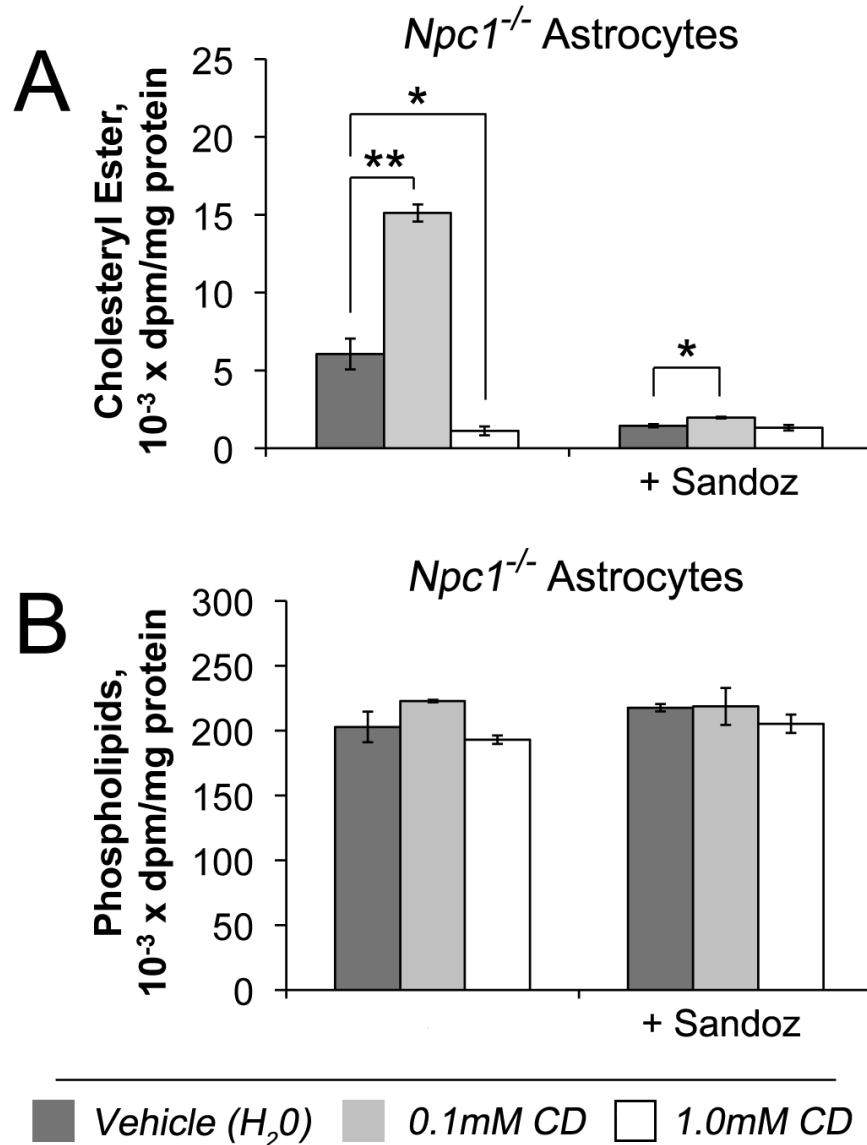 A
Npc1-/- Astrocytes
Cholesteryl Ester,
10-3 x dpm/mg protein
25
20
15
10
5
0
*
**
*
+ Sandoz
B
Npc1-/- Astrocytes
Phospholipids,
10-3 x dpm/mg protein
300
250
200
150
100
50
0
+ Sandoz
Vehicle (H20) 0.1mM CD 1.0mM CD